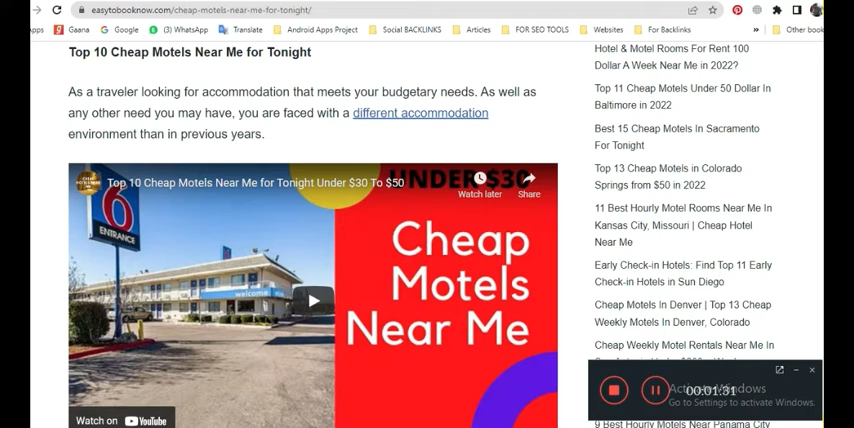 easytobooknow.com/cheap-motels-near-me-for-tonight/
Apps
Gaana
Google
(3) WhatsApp
Translate
Android Apps Project
Social BACKLINKS
Articles
FOR SEO TOOLS
Websites
For Backlinks
»
Other book
Top 10 Cheap Motels Near Me for Tonight
As a traveler looking for accommodation that meets your budgetary needs. As well as
any other need you may have, you are faced with a different accommodation
environment than in previous years.
Top 10 Cheap Motels Near Me for Tonight Under $30 To $50
UNDER $30
Watch later
Share
6
ENTRANCE
welcome
Cheap
Motels
Near Me
Watch on YouTube
Hotel & Motel Rooms For Rent 100
Dollar A Week Near Me in 2022?
Top 11 Cheap Motels Under 50 Dollar In
Baltimore in 2022
Best 15 Cheap Motels In Sacramento
For Tonight
Top 13 Cheap Motels in Colorado
Springs from $50 in 2022
11 Best Hourly Motel Rooms Near Me In
Kansas City, Missouri | Cheap Hotel
Near Me
Early Check-in Hotels: Find Top 11 Early
Check-in Hotels in San Diego
Cheap Motels In Denver | Top 13 Cheap
Weekly Motels In Denver, Colorado
Cheap Weekly Motel Rentals Near Me In
Activate Windows
00:01:31
Go to Settings to activate Windows.
9 Best Hourly Motels Near Panama City